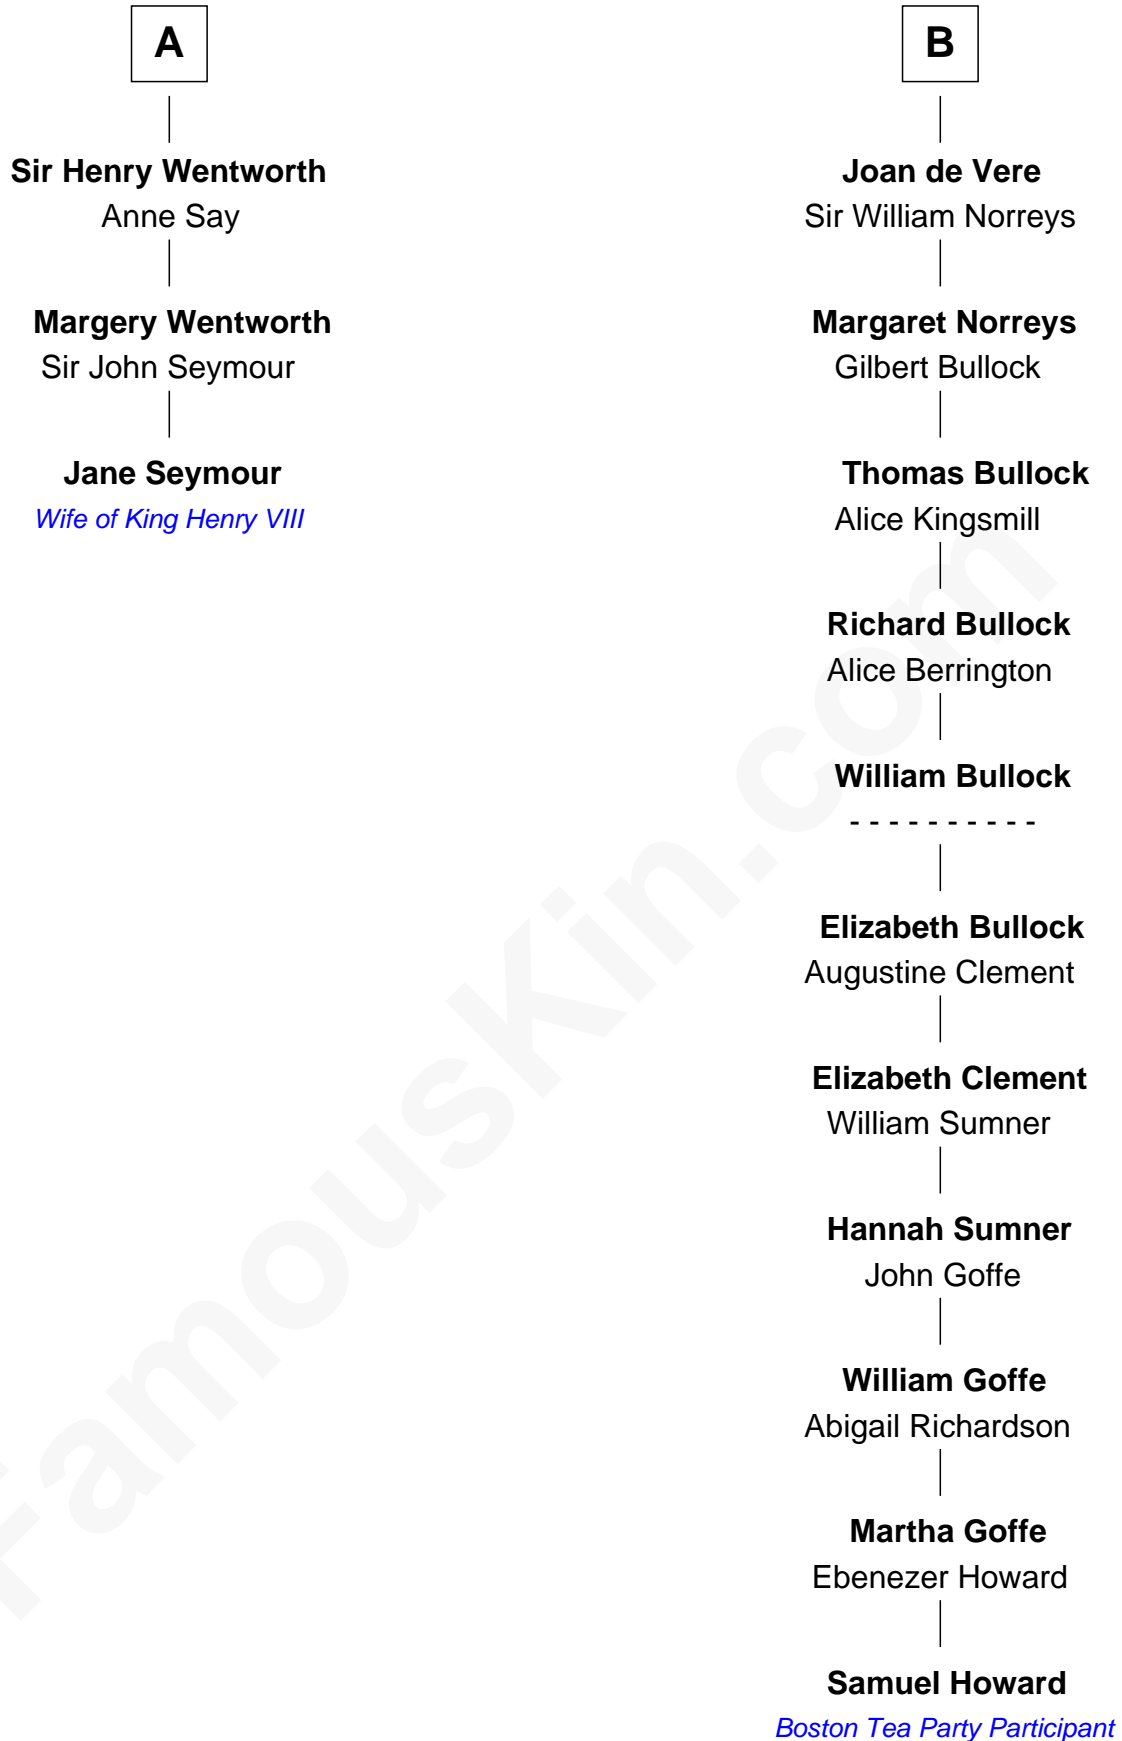 A
Sir Henry Wentworth
Anne Say
Margery Wentworth
Sir John Seymour
Jane Seymour
Wife of King Henry VIII
B
Joan de Vere
Sir William Norreys
Margaret Norreys
Gilbert Bullock
Thomas Bullock
Alice Kingsmill
Richard Bullock
Alice Berrington
William Bullock
- - - - - - - - - -
Elizabeth Bullock
Augustine Clement
Elizabeth Clement
William Sumner
Hannah Sumner
John Goffe
William Goffe
Abigail Richardson
Martha Goffe
Ebenezer Howard
Samuel Howard
Boston Tea Party Participant
FamousKin.com